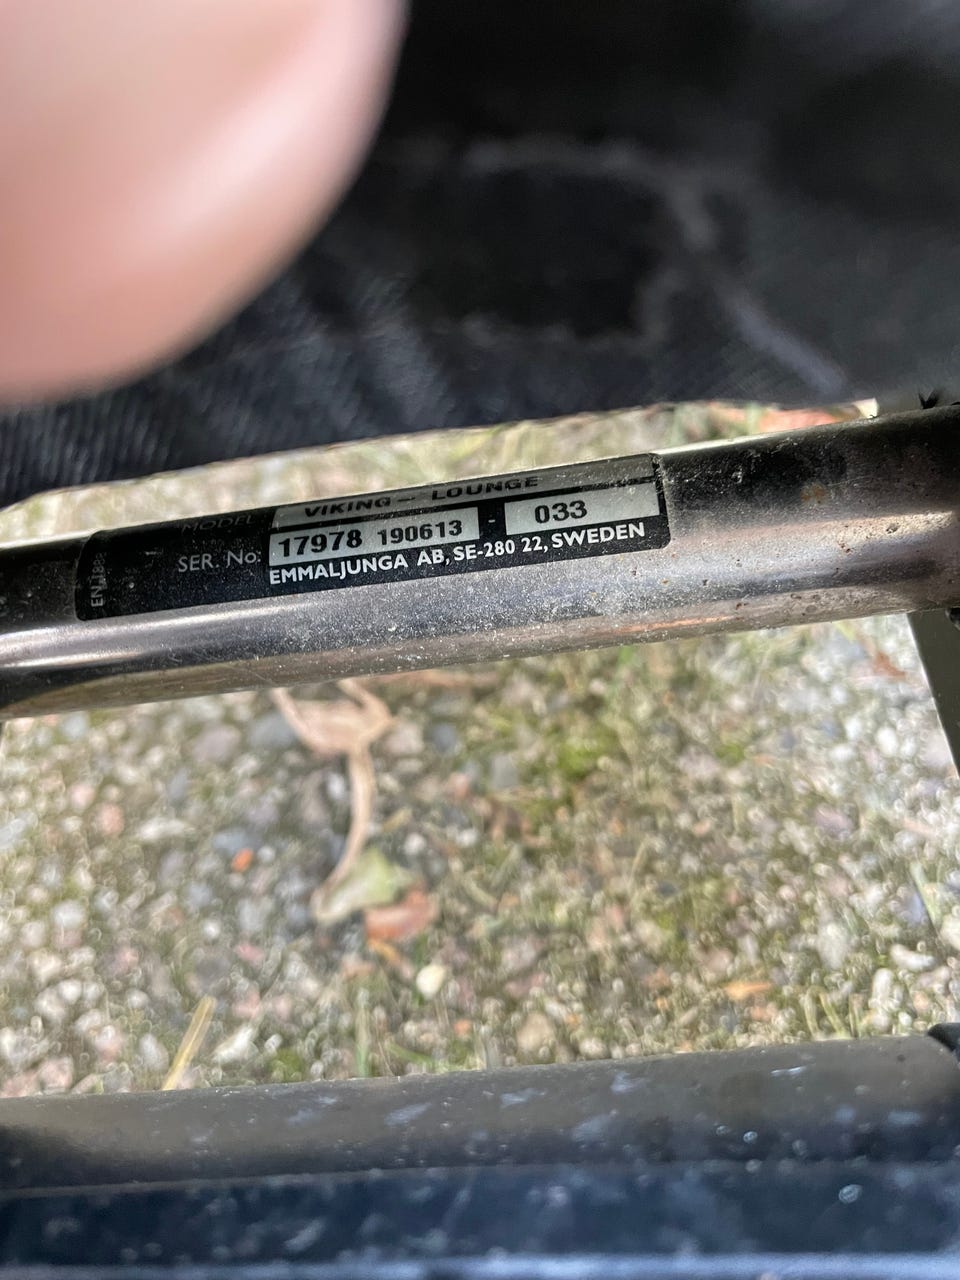 MODEL VIKING - LOUNGE
SER. No: 17978 190613 - 033
EMMALJUNGA AB, SE-280 22, SWEDEN